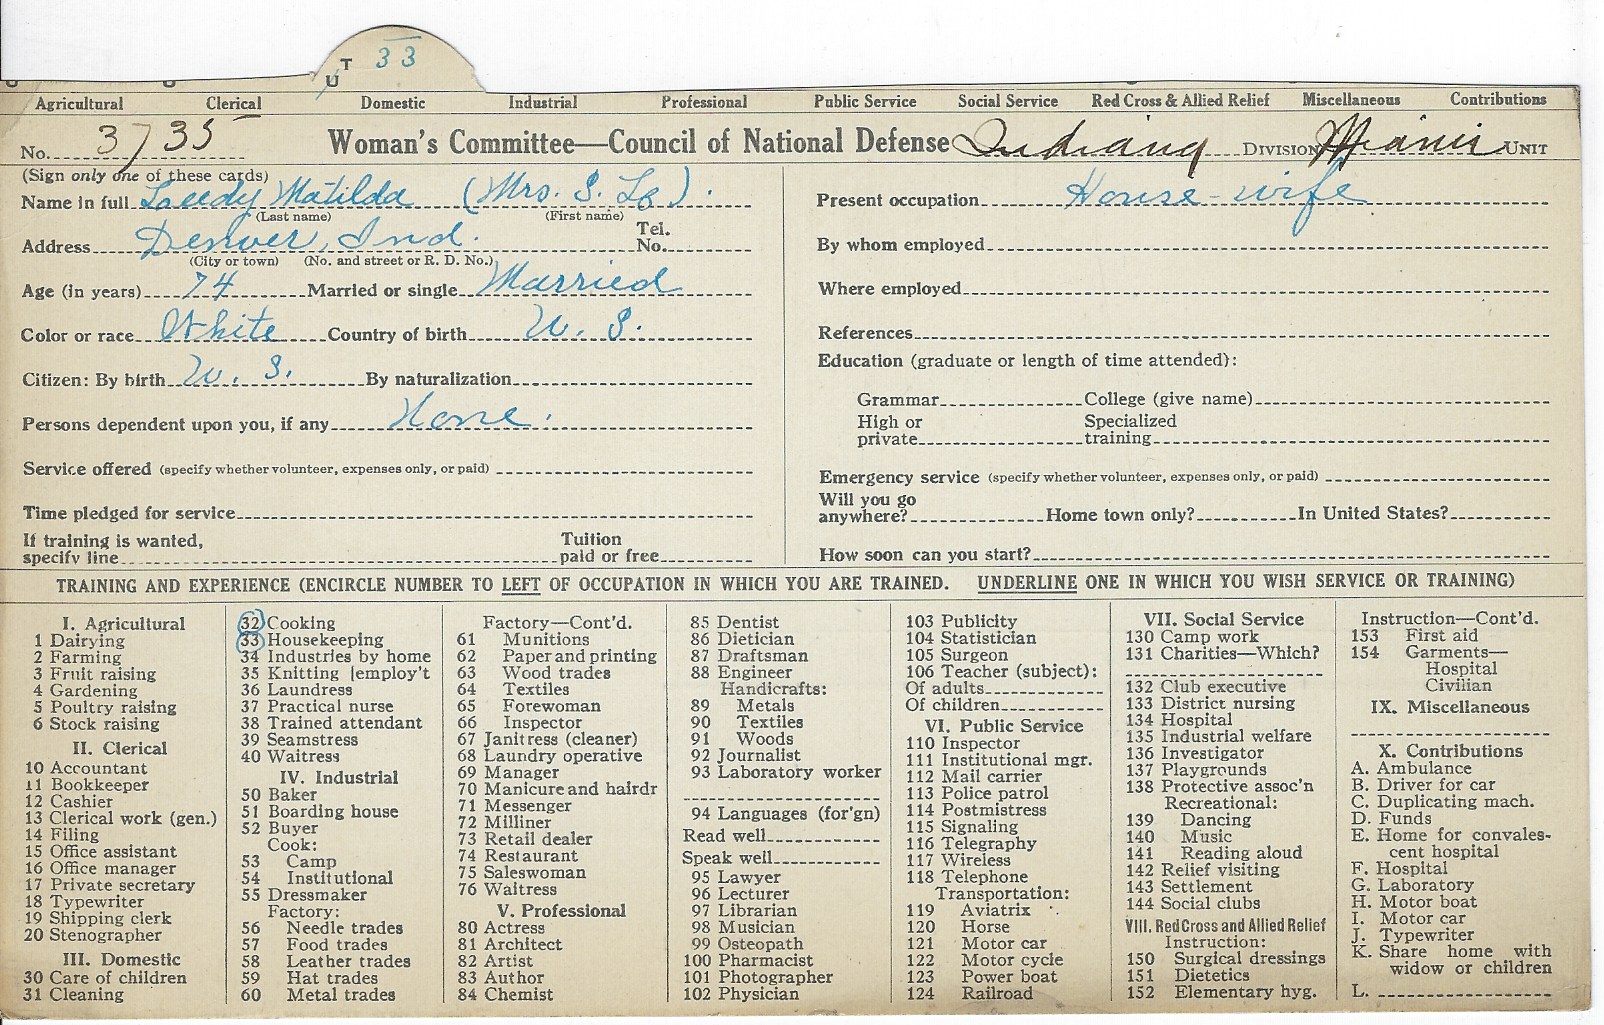 33
UT
Agricultural Clerical Domestic Industrial Professional Public Service Social Service Red Cross & Allied Relief Miscellaneous Contributions
No. 3735 Woman's Committee—Council of National Defense Indiana DIVISION Miami UNIT
(Sign only one of these cards)
Name in full Leedy Matilda (Mrs. S. L.).
(Last name) (First name)
Address Denver, Ind. Tel. No.
(City or town) (No. and street or R. D. No.)
Age (in years) 74 Married or single Married
Color or race White Country of birth U. S.
Citizen: By birth U. S. By naturalization
Persons dependent upon you, if any None.
Service offered (specify whether volunteer, expenses only, or paid)
Time pledged for service
If training is wanted, specify line Tuition paid or free
Present occupation House-wife
By whom employed
Where employed
References
Education (graduate or length of time attended):
Grammar College (give name)
High or private Specialized training
Emergency service (specify whether volunteer, expenses only, or paid)
Will you go anywhere? Home town only? In United States?
How soon can you start?
TRAINING AND EXPERIENCE (ENCIRCLE NUMBER TO LEFT OF OCCUPATION IN WHICH YOU ARE TRAINED. UNDERLINE ONE IN WHICH YOU WISH SERVICE OR TRAINING)
I. Agricultural
1 Dairying
2 Farming
3 Fruit raising
4 Gardening
5 Poultry raising
6 Stock raising
II. Clerical
10 Accountant
11 Bookkeeper
12 Cashier
13 Clerical work (gen.)
14 Filing
15 Office assistant
16 Office manager
17 Private secretary
18 Typewriter
19 Shipping clerk
20 Stenographer
III. Domestic
30 Care of children
31 Cleaning
32 Cooking
33 Housekeeping
34 Industries by home
35 Knitting [employ't
36 Laundress
37 Practical nurse
38 Trained attendant
39 Seamstress
40 Waitress
IV. Industrial
50 Baker
51 Boarding house
52 Buyer
Cook:
53 Camp
54 Institutional
55 Dressmaker
Factory:
56 Needle trades
57 Food trades
58 Leather trades
59 Hat trades
60 Metal trades
Factory—Cont'd.
61 Munitions
62 Paper and printing
63 Wood trades
64 Textiles
65 Forewoman
66 Inspector
67 Janitress (cleaner)
68 Laundry operative
69 Manager
70 Manicure and hairdr
71 Messenger
72 Milliner
73 Retail dealer
74 Restaurant
75 Saleswoman
76 Waitress
V. Professional
80 Actress
81 Architect
82 Artist
83 Author
84 Chemist
85 Dentist
86 Dietician
87 Draftsman
88 Engineer
Handicrafts:
89 Metals
90 Textiles
91 Woods
92 Journalist
93 Laboratory worker
94 Languages (for'gn)
Read well
Speak well
95 Lawyer
96 Lecturer
97 Librarian
98 Musician
99 Osteopath
100 Pharmacist
101 Photographer
102 Physician
103 Publicity
104 Statistician
105 Surgeon
106 Teacher (subject):
Of adults
Of children
VI. Public Service
110 Inspector
111 Institutional mgr.
112 Mail carrier
113 Police patrol
114 Postmistress
115 Signaling
116 Telegraphy
117 Wireless
118 Telephone
Transportation:
119 Aviatrix
120 Horse
121 Motor car
122 Motor cycle
123 Power boat
124 Railroad
VII. Social Service
130 Camp work
131 Charities—Which?
132 Club executive
133 District nursing
134 Hospital
135 Industrial welfare
136 Investigator
137 Playgrounds
138 Protective assoc'n
Recreational:
139 Dancing
140 Music
141 Reading aloud
142 Relief visiting
143 Settlement
144 Social clubs
VIII. Red Cross and Allied Relief
Instruction:
150 Surgical dressings
151 Dietetics
152 Elementary hyg.
Instruction—Cont'd.
153 First aid
154 Garments—
Hospital
Civilian
IX. Miscellaneous
X. Contributions
A. Ambulance
B. Driver for car
C. Duplicating mach.
D. Funds
E. Home for convales-
cent hospital
F. Hospital
G. Laboratory
H. Motor boat
I. Motor car
J. Typewriter
K. Share home with
widow or children
L.